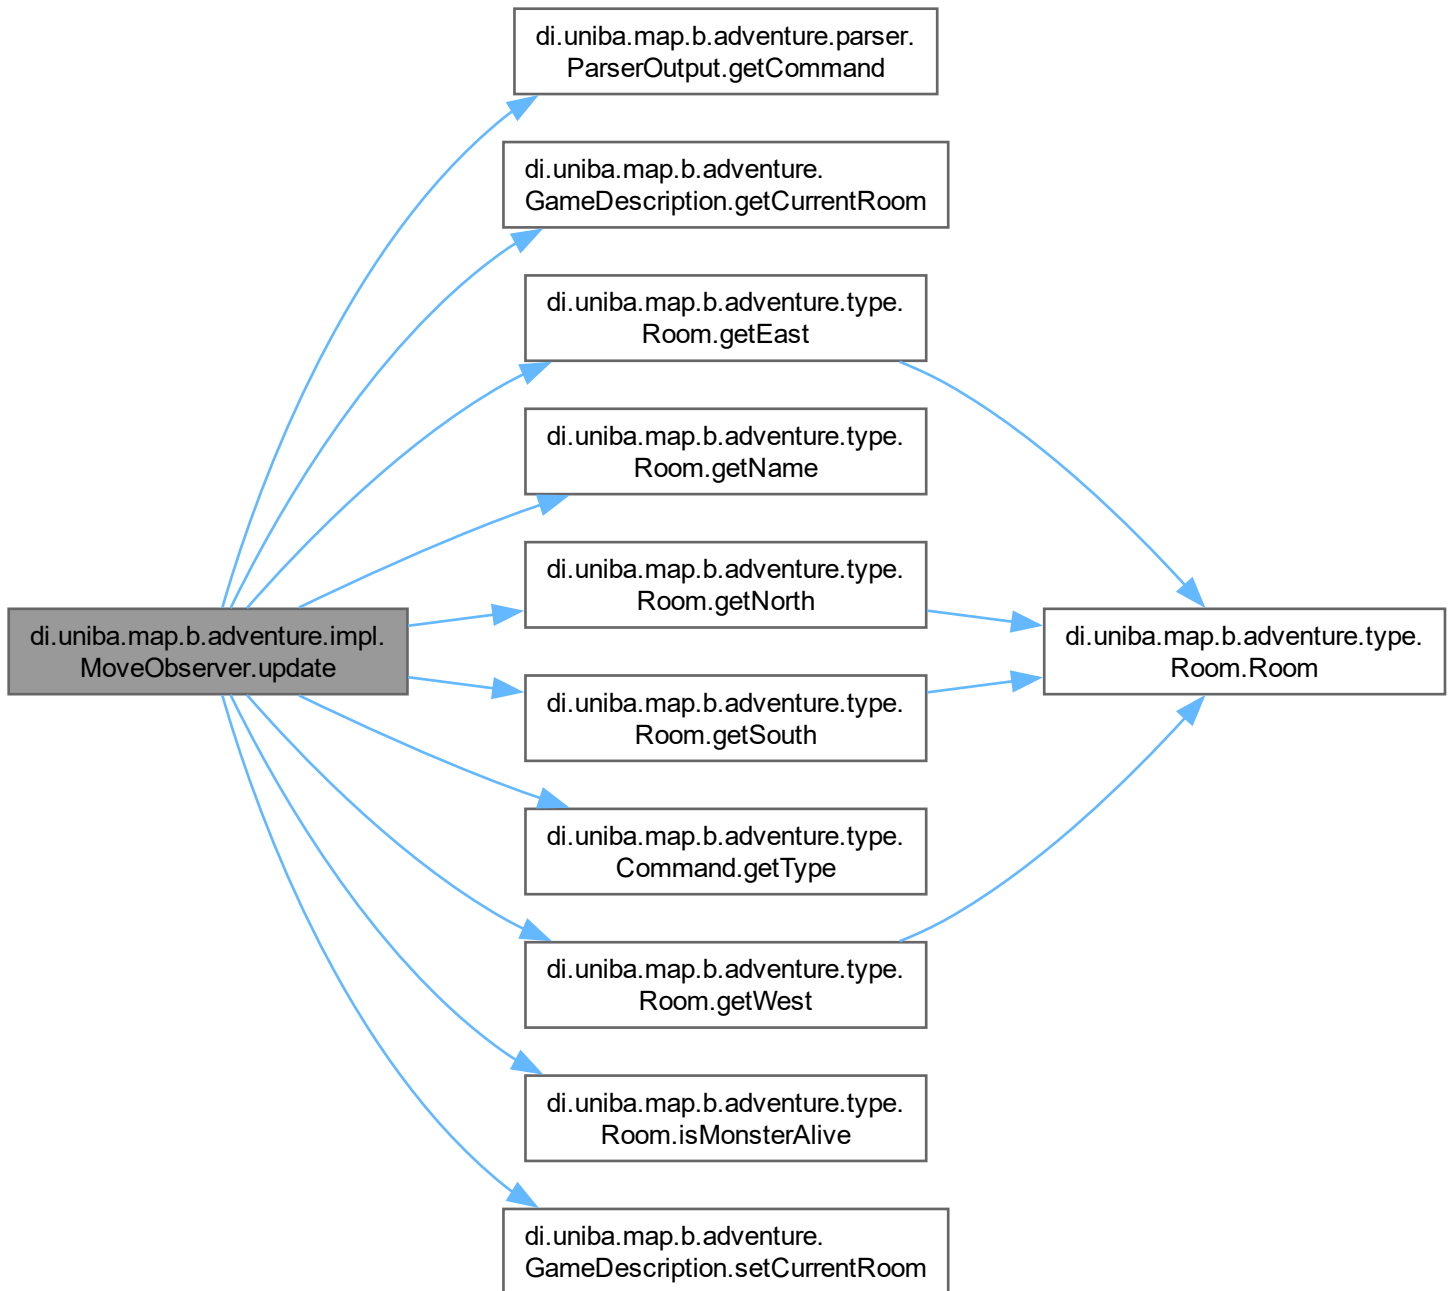 di.uniba.map.b.adventure.parser.
ParserOutput.getCommand
di.uniba.map.b.adventure.
GameDescription.getCurrentRoom
di.uniba.map.b.adventure.type.
Room.getEast
di.uniba.map.b.adventure.type.
Room.getName
di.uniba.map.b.adventure.type.
Room.getNorth
di.uniba.map.b.adventure.impl.
MoveObserver.update
di.uniba.map.b.adventure.type.
Room.Room
di.uniba.map.b.adventure.type.
Room.getSouth
di.uniba.map.b.adventure.type.
Command.getType
di.uniba.map.b.adventure.type.
Room.getWest
di.uniba.map.b.adventure.type.
Room.isMonsterAlive
di.uniba.map.b.adventure.
GameDescription.setCurrentRoom